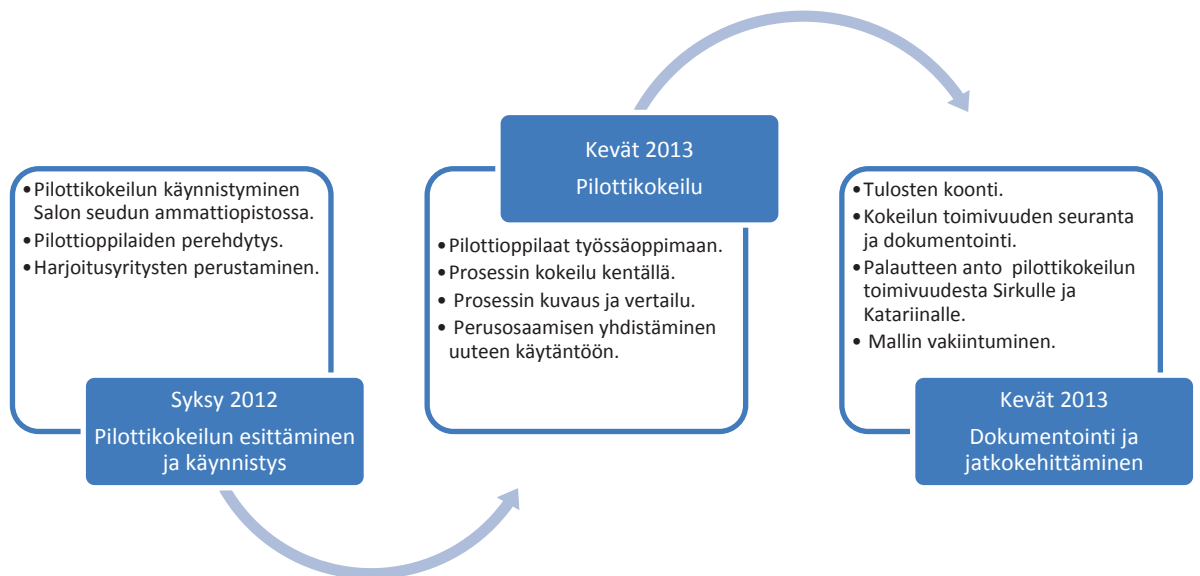 •Pilottikokeilun käynnistyminen
Salon seudun ammattiopistossa.
•Pilottioppilaiden perehdytys.
•Harjoitusyritysten perustaminen.
Syksy 2012
Pilottikokeilun esittäminen
ja käynnistys
Kevät 2013
Pilottikokeilu
•Pilottioppilaat työssäoppimaan.
•Prosessin kokeilu kentällä.
• Prosessin kuvaus ja vertailu.
• Perusosaamisen yhdistäminen
uuteen käytäntöön.
•Tulosten koonti.
•Kokeilun toimivuuden seuranta
ja dokumentointi.
•Palautteen anto pilottikokeilun
toimivuudesta Sirkulle ja
Katariinalle.
• Mallin vakiintuminen.
Kevät 2013
Dokumentointi ja
jatkokehittäminen